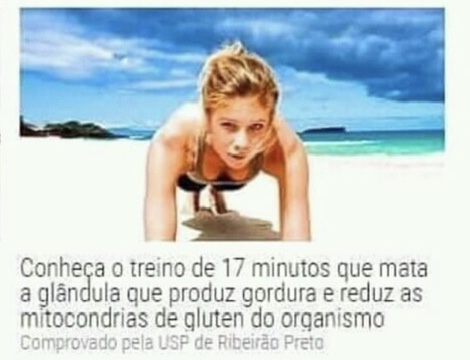 Conheça o treino de 17 minutos que mata
a glândula que produz gordura e reduz as
mitocondrias de gluten do organismo
Comprovado pela USP de Ribeirão Preto